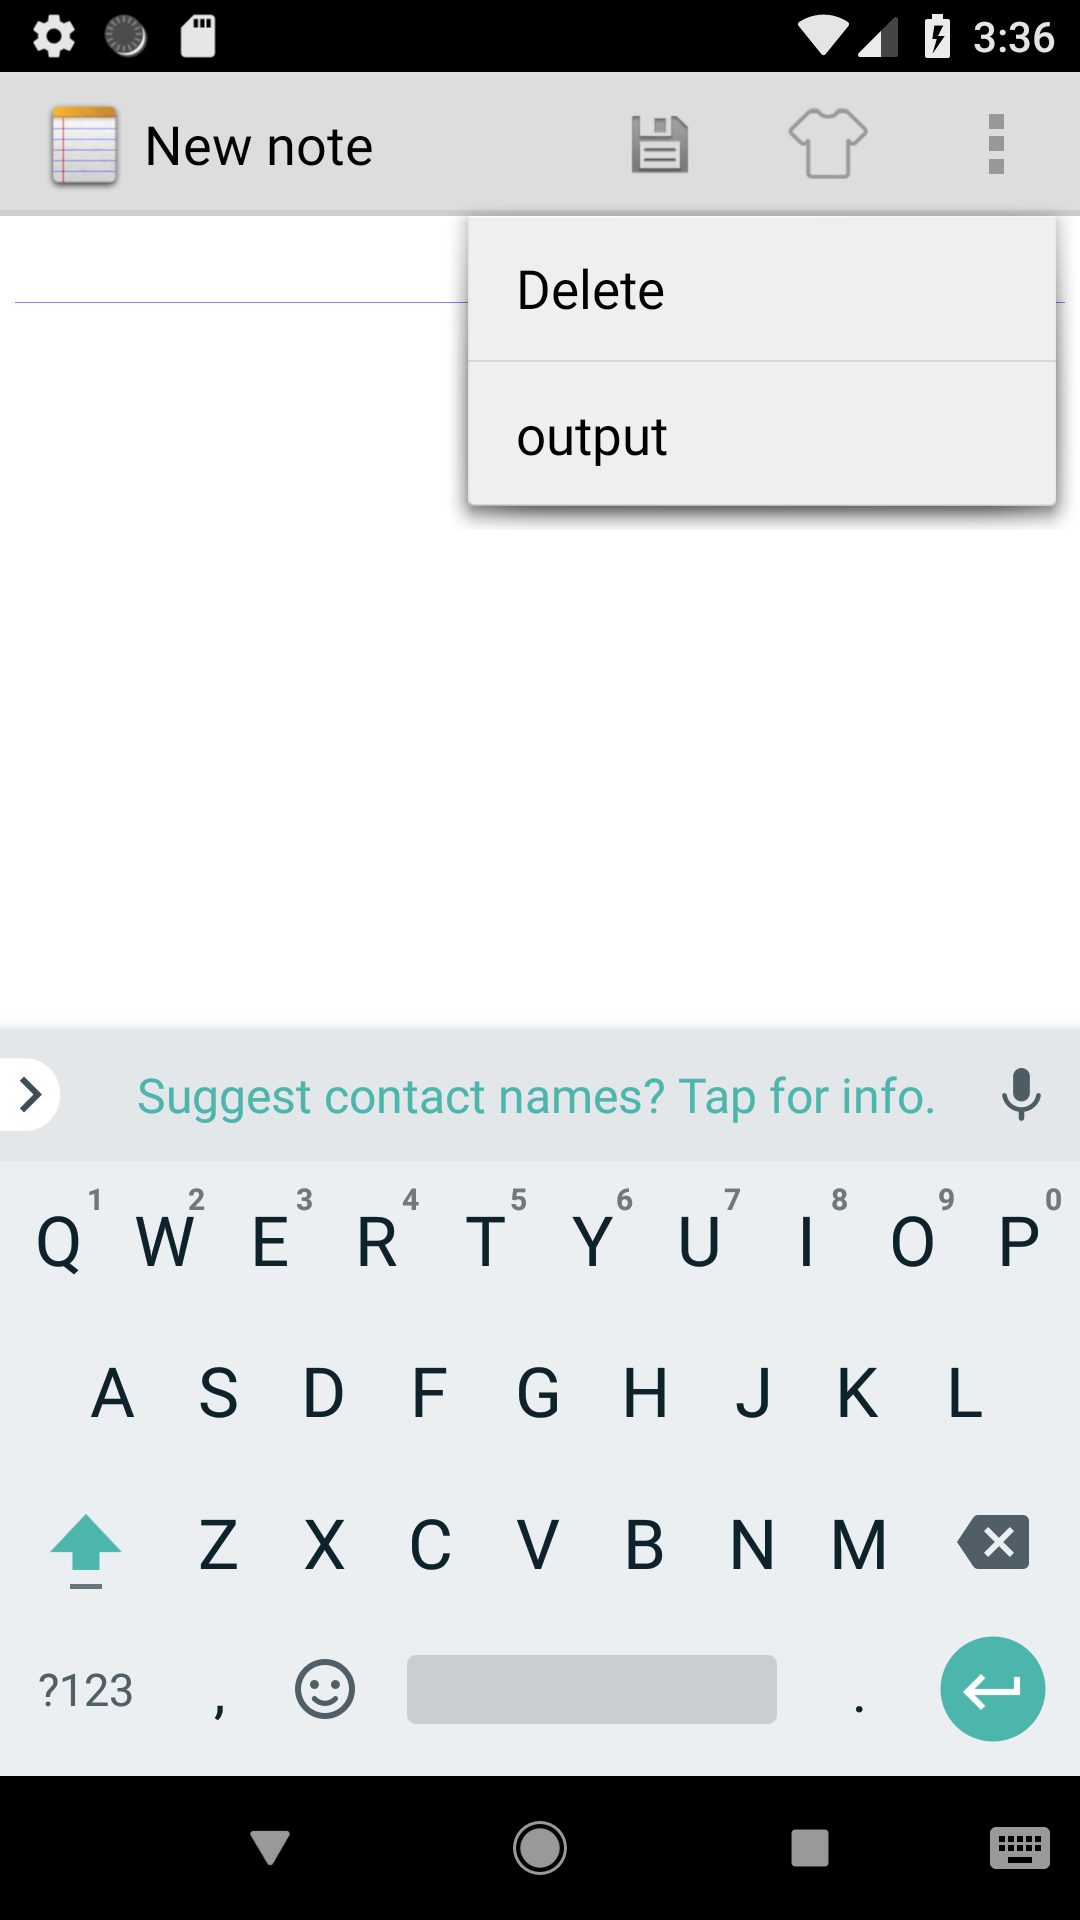 3:36
New note
Delete
output
Suggest contact names? Tap for info.
1 2 3 4 5 6 7 8 9 0
Q W E R T Y U I O P
A S D F G H J K L
Z X C V B N M
?123 , .